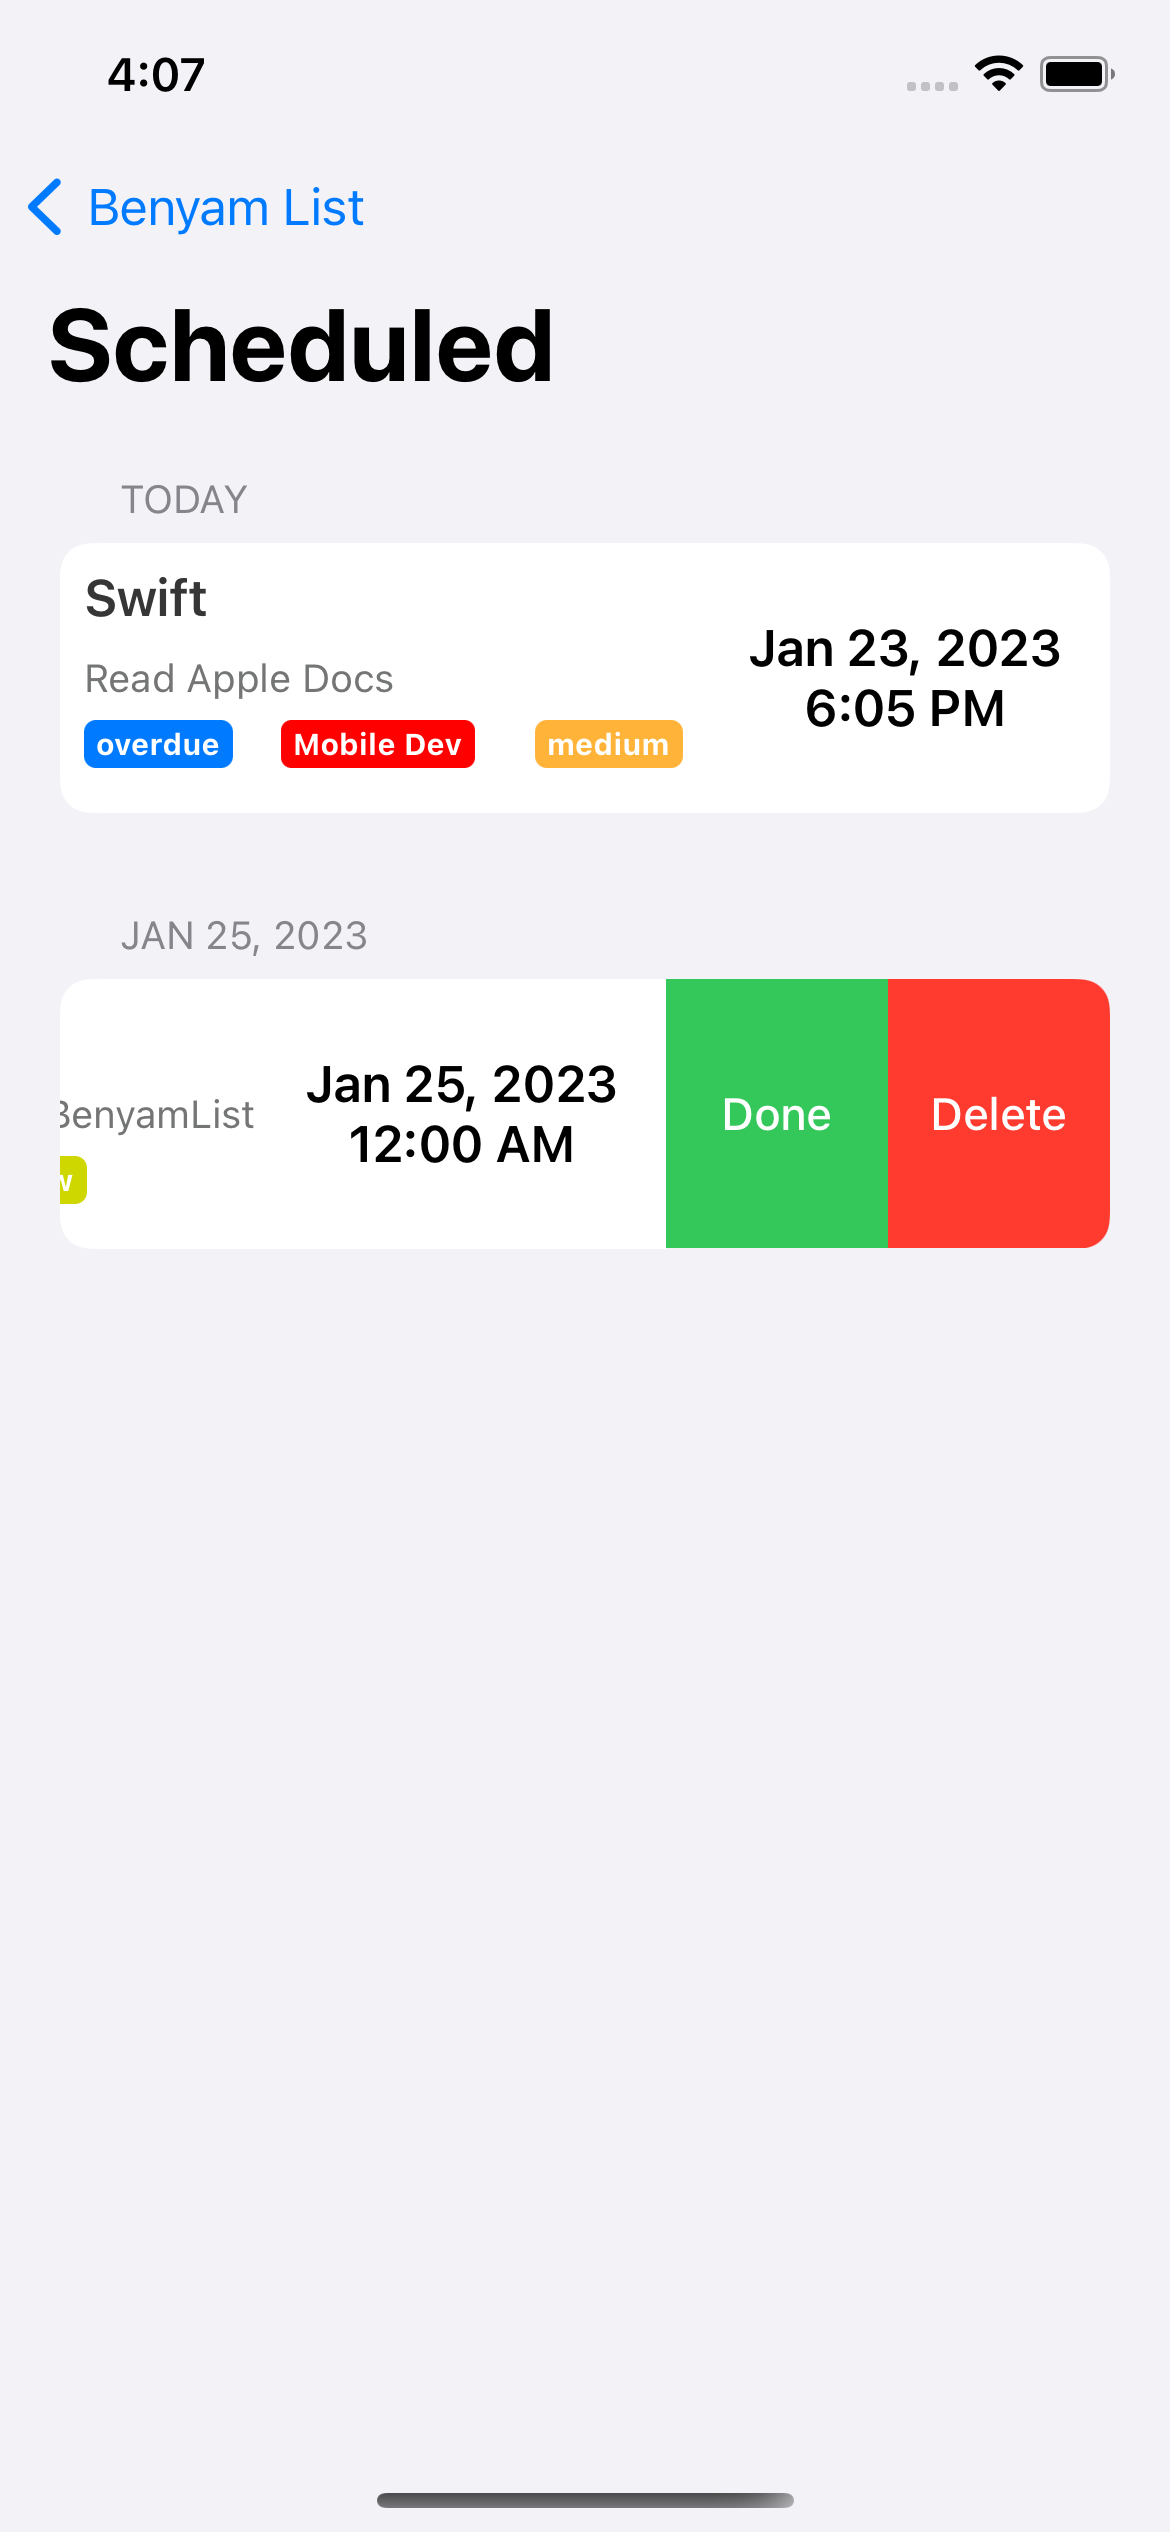 4:07
Benyam List
Scheduled
TODAY
Swift
Read Apple Docs
Jan 23, 2023
6:05 PM
overdue
Mobile Dev
medium
JAN 25, 2023
BenyamList
Jan 25, 2023
12:00 AM
w
Done
Delete